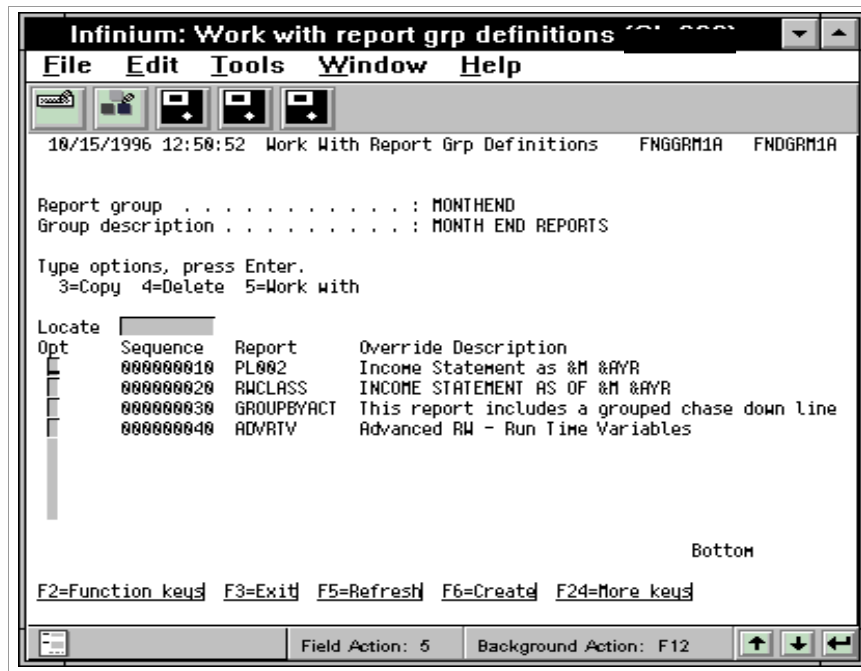 Infinium: Work with report grp definitions
File Edit Tools Window Help
10/15/1996 12:50:52 Work With Report Grp Definitions FNGGRM1A FNDGRM1A
Report group . . . . . . . . . . . . : MONTHEND
Group description . . . . . . . . . : MONTH END REPORTS
Type options, press Enter.
3=Copy 4=Delete 5=Work with
Locate
Opt Sequence Report Override Description
000000010 PL002 Income Statement as &M &AYR
000000020 RWCLASS INCOME STATEMENT AS OF &M &AYR
000000030 GROUPBYACT This report includes a grouped chase down line
000000040 ADVRTV Advanced RW - Run Time Variables
Bottom
F2=Function keys F3=Exit F5=Refresh F6=Create F24=More keys
Field Action: 5 Background Action: F12